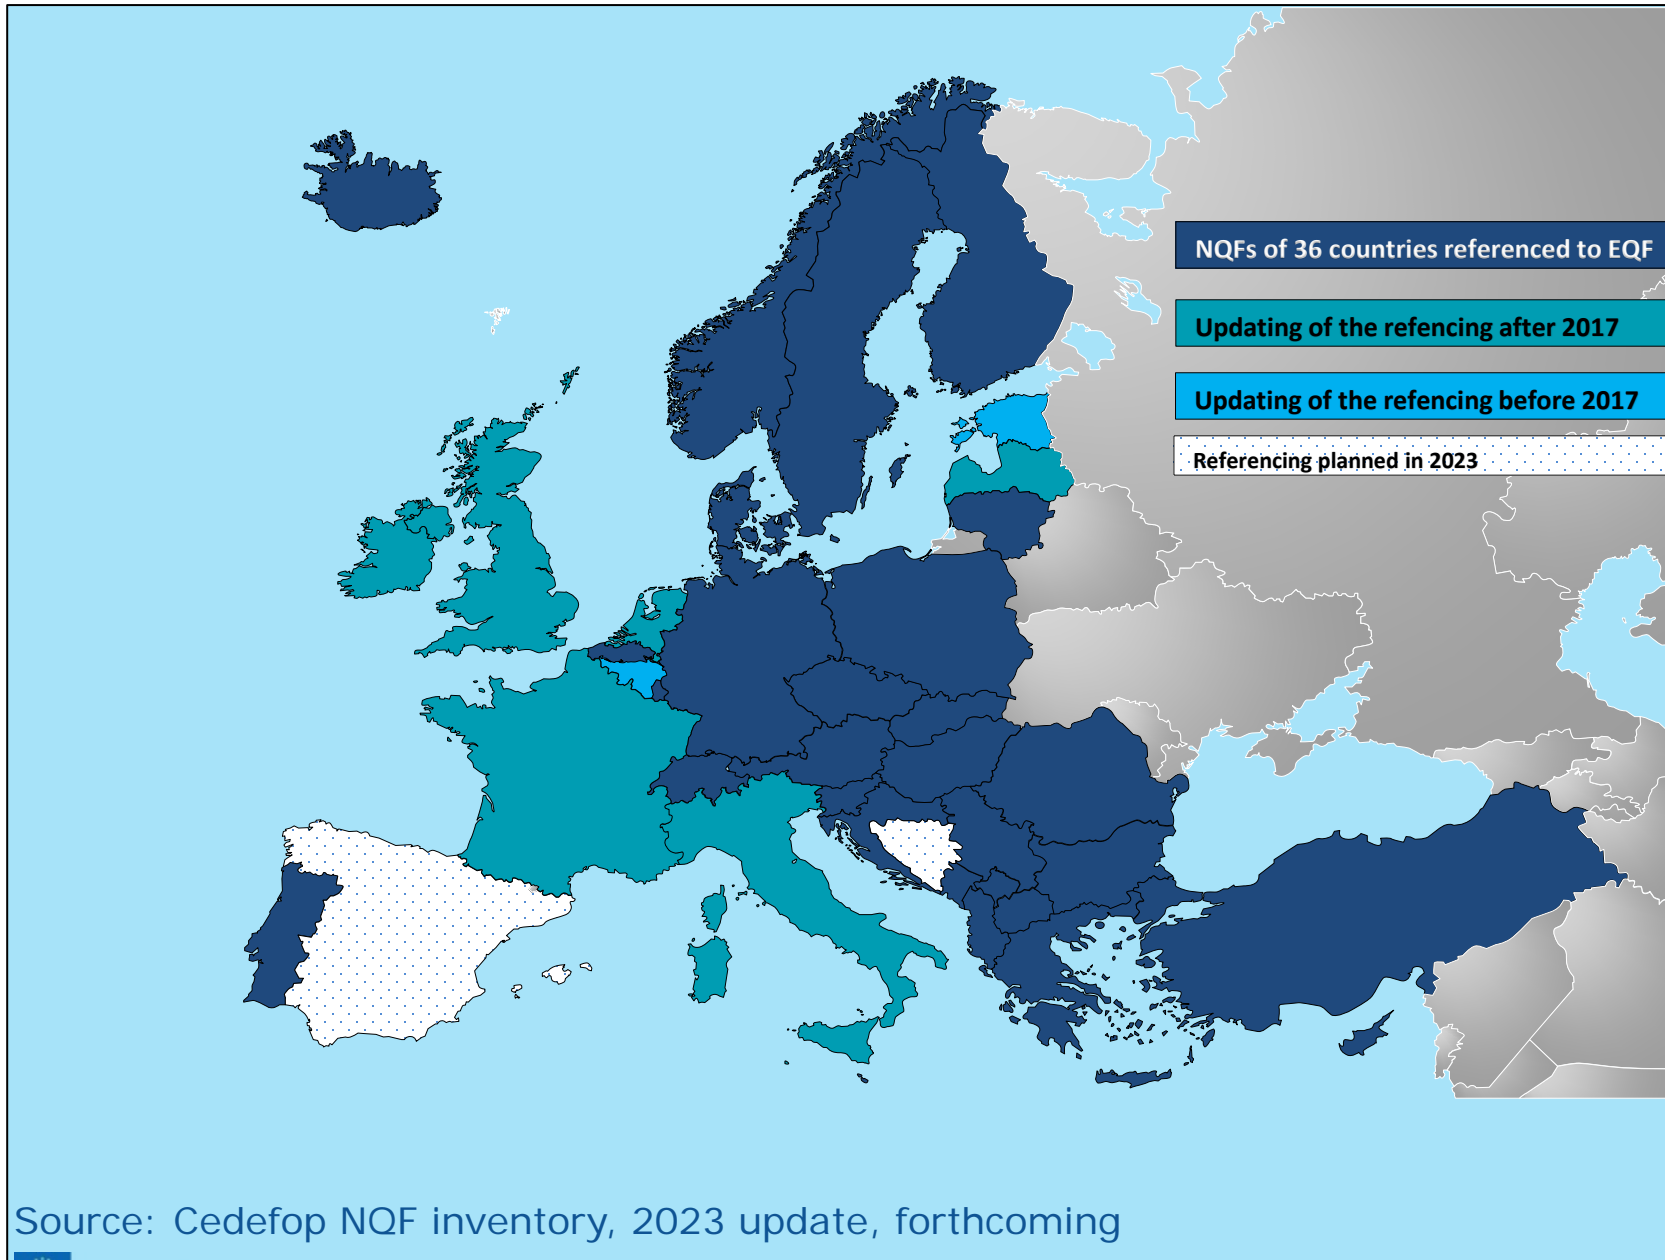 NQFs of 36 countries referenced to EQF
Updating of the refencing after 2017
Updating of the refencing before 2017
Referencing planned in 2023
Source: Cedefop NQF inventory, 2023 update, forthcoming